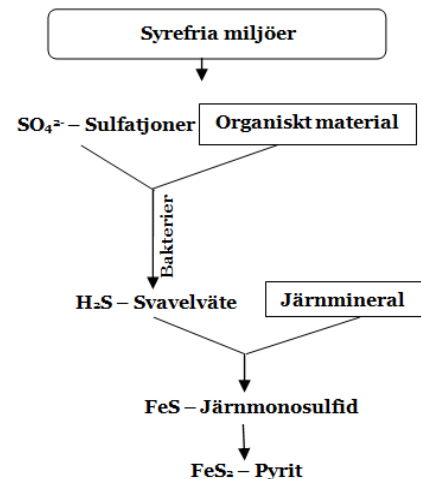 Syrefria miljöer
SO₄²⁻ – Sulfatjoner
Organiskt material
Bakterier
H₂S – Svavelväte
Järnmineral
FeS – Järnmonosulfid
FeS₂ – Pyrit